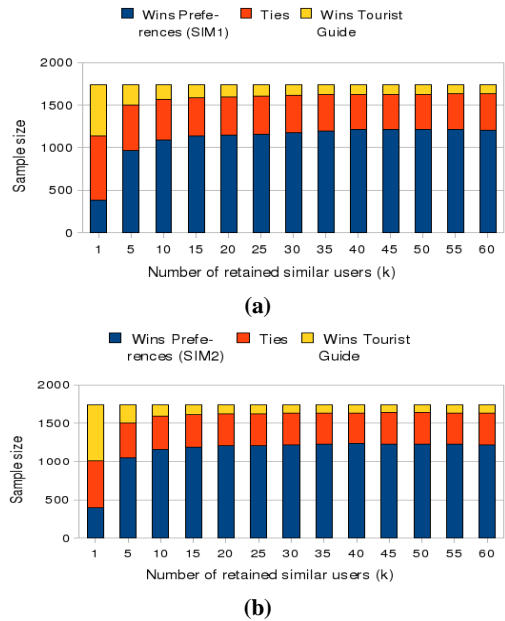 Wins Prefe-
rences (SIM1)
Ties
Wins Tourist
Guide
Sample size
2000
1500
1000
500
0
1 5 10 15 20 25 30 35 40 45 50 55 60
Number of retained similar users (k)
(a)
Wins Prefe-
rences (SIM2)
Ties
Wins Tourist
Guide
Sample size
2000
1500
1000
500
0
1 5 10 15 20 25 30 35 40 45 50 55 60
Number of retained similar users (k)
(b)